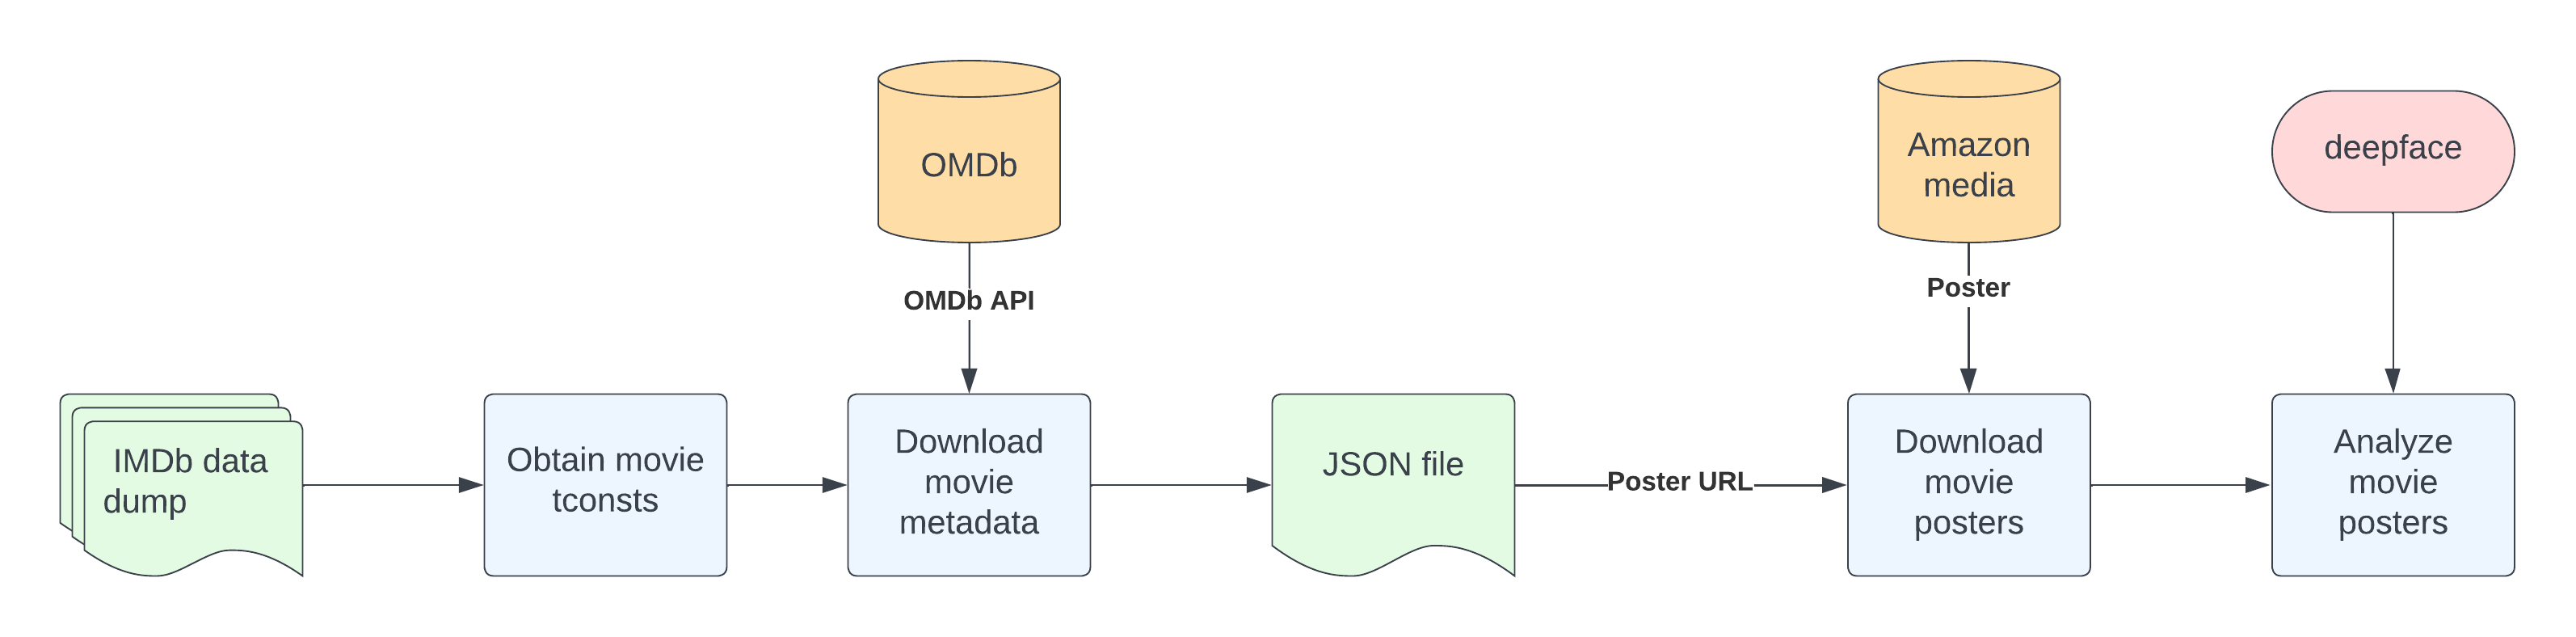 OMDb
Amazon
media
deepface
OMDb API
Poster
IMDb data
dump
Obtain movie
tconsts
Download
movie
metadata
JSON file
Poster URL
Download
movie
posters
Analyze
movie
posters